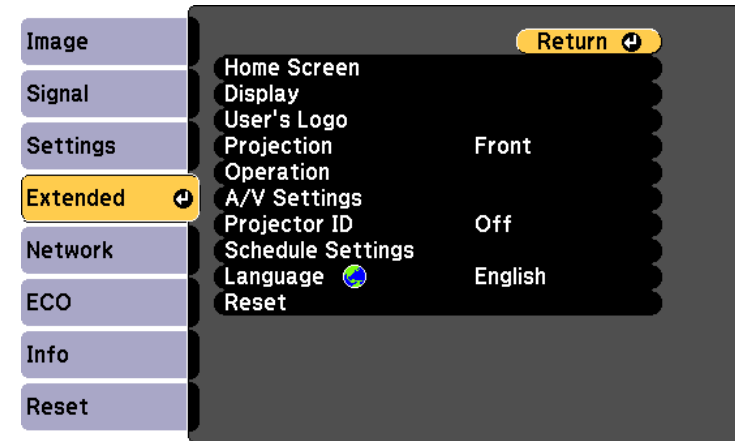 Image
Signal
Settings
Extended
Network
ECO
Info
Reset
Return
Home Screen
Display
User's Logo
Projection Front
Operation
A/V Settings
Projector ID Off
Schedule Settings
Language English
Reset